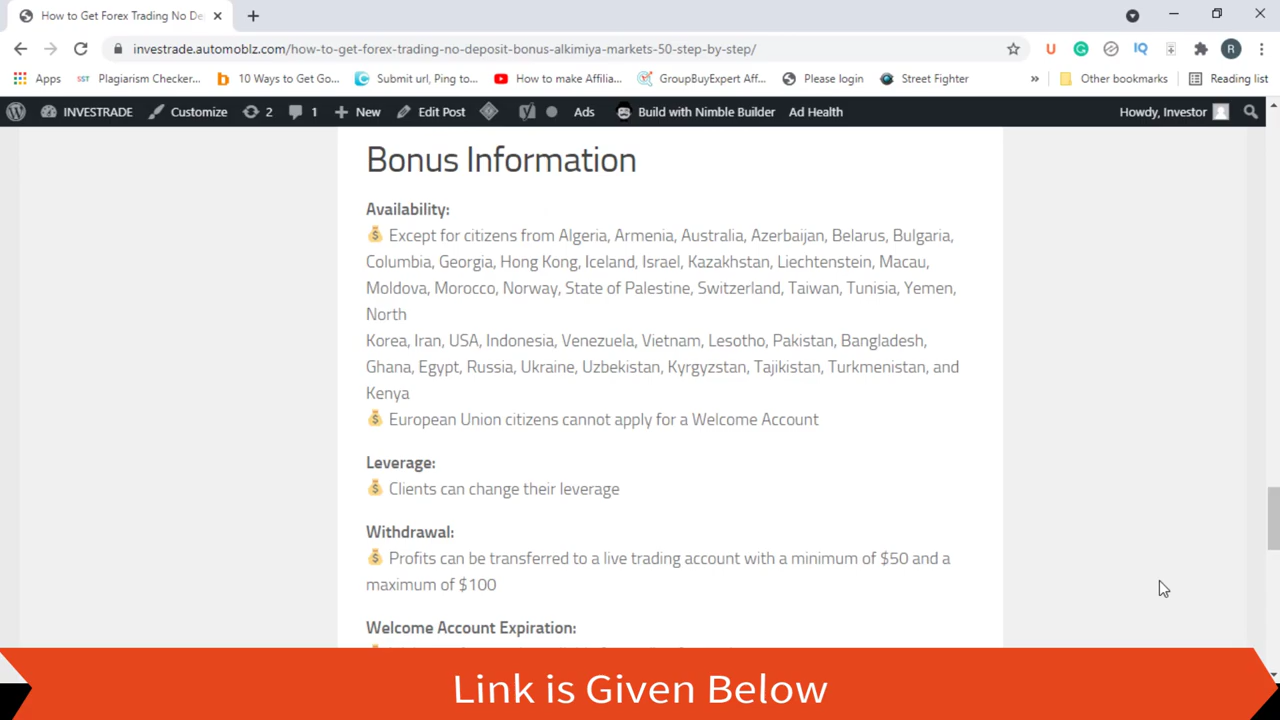 How to Get Forex Trading No De
investrade.automoblz.com/how-to-get-forex-trading-no-deposit-bonus-alkimiya-markets-50-step-by-step/
U
IQ
R
Apps
SST Plagiarism Checker...
b 10 Ways to Get Go...
Submit url, Ping to...
How to make Affilia...
GroupBuyExpert Aff...
Please login
Street Fighter
»
Other bookmarks
Reading list
INVESTRADE
Customize
2
1
New
Edit Post
Ads
Build with Nimble Builder
Ad Health
Howdy, Investor
Bonus Information
Availability:
Except for citizens from Algeria, Armenia, Australia, Azerbaijan, Belarus, Bulgaria,
Columbia, Georgia, Hong Kong, Iceland, Israel, Kazakhstan, Liechtenstein, Macau,
Moldova, Morocco, Norway, State of Palestine, Switzerland, Taiwan, Tunisia, Yemen,
North
Korea, Iran, USA, Indonesia, Venezuela, Vietnam, Lesotho, Pakistan, Bangladesh,
Ghana, Egypt, Russia, Ukraine, Uzbekistan, Kyrgyzstan, Tajikistan, Turkmenistan, and
Kenya
European Union citizens cannot apply for a Welcome Account
Leverage:
Clients can change their leverage
Withdrawal:
Profits can be transferred to a live trading account with a minimum of $50 and a
maximum of $100
Welcome Account Expiration:
Link is Given Below